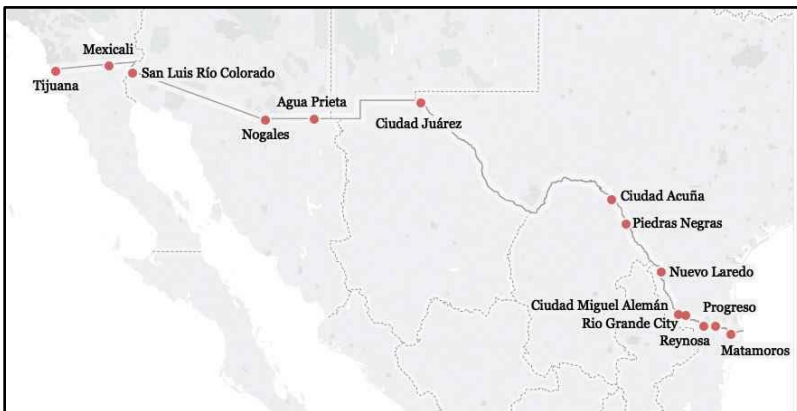 Mexicali
Tijuana
San Luis Río Colorado
Agua Prieta
Nogales
Ciudad Juárez
Ciudad Acuña
Piedras Negras
Nuevo Laredo
Ciudad Miguel Alemán
Progreso
Rio Grande City
Reynosa
Matamoros